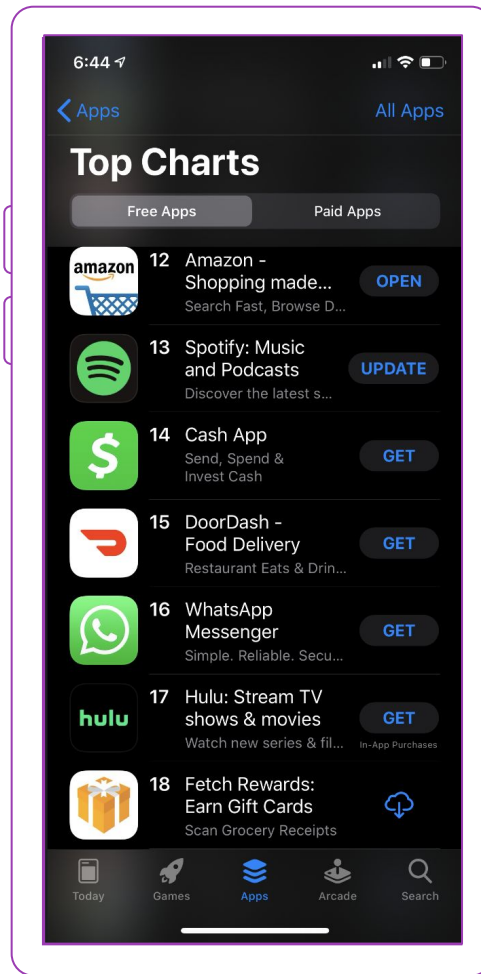 6:44
Apps
All Apps
Top Charts
Free Apps
Paid Apps
amazon
12 Amazon -
Shopping made...
Search Fast, Browse D...
OPEN
13 Spotify: Music
and Podcasts
Discover the latest s...
UPDATE
$
14 Cash App
Send, Spend &
Invest Cash
GET
15 DoorDash -
Food Delivery
Restaurant Eats & Drin...
GET
16 WhatsApp
Messenger
Simple. Reliable. Secu...
GET
hulu
17 Hulu: Stream TV
shows & movies
Watch new series & fil...
GET
In-App Purchases
18 Fetch Rewards:
Earn Gift Cards
Scan Grocery Receipts
Today
Games
Apps
Arcade
Search